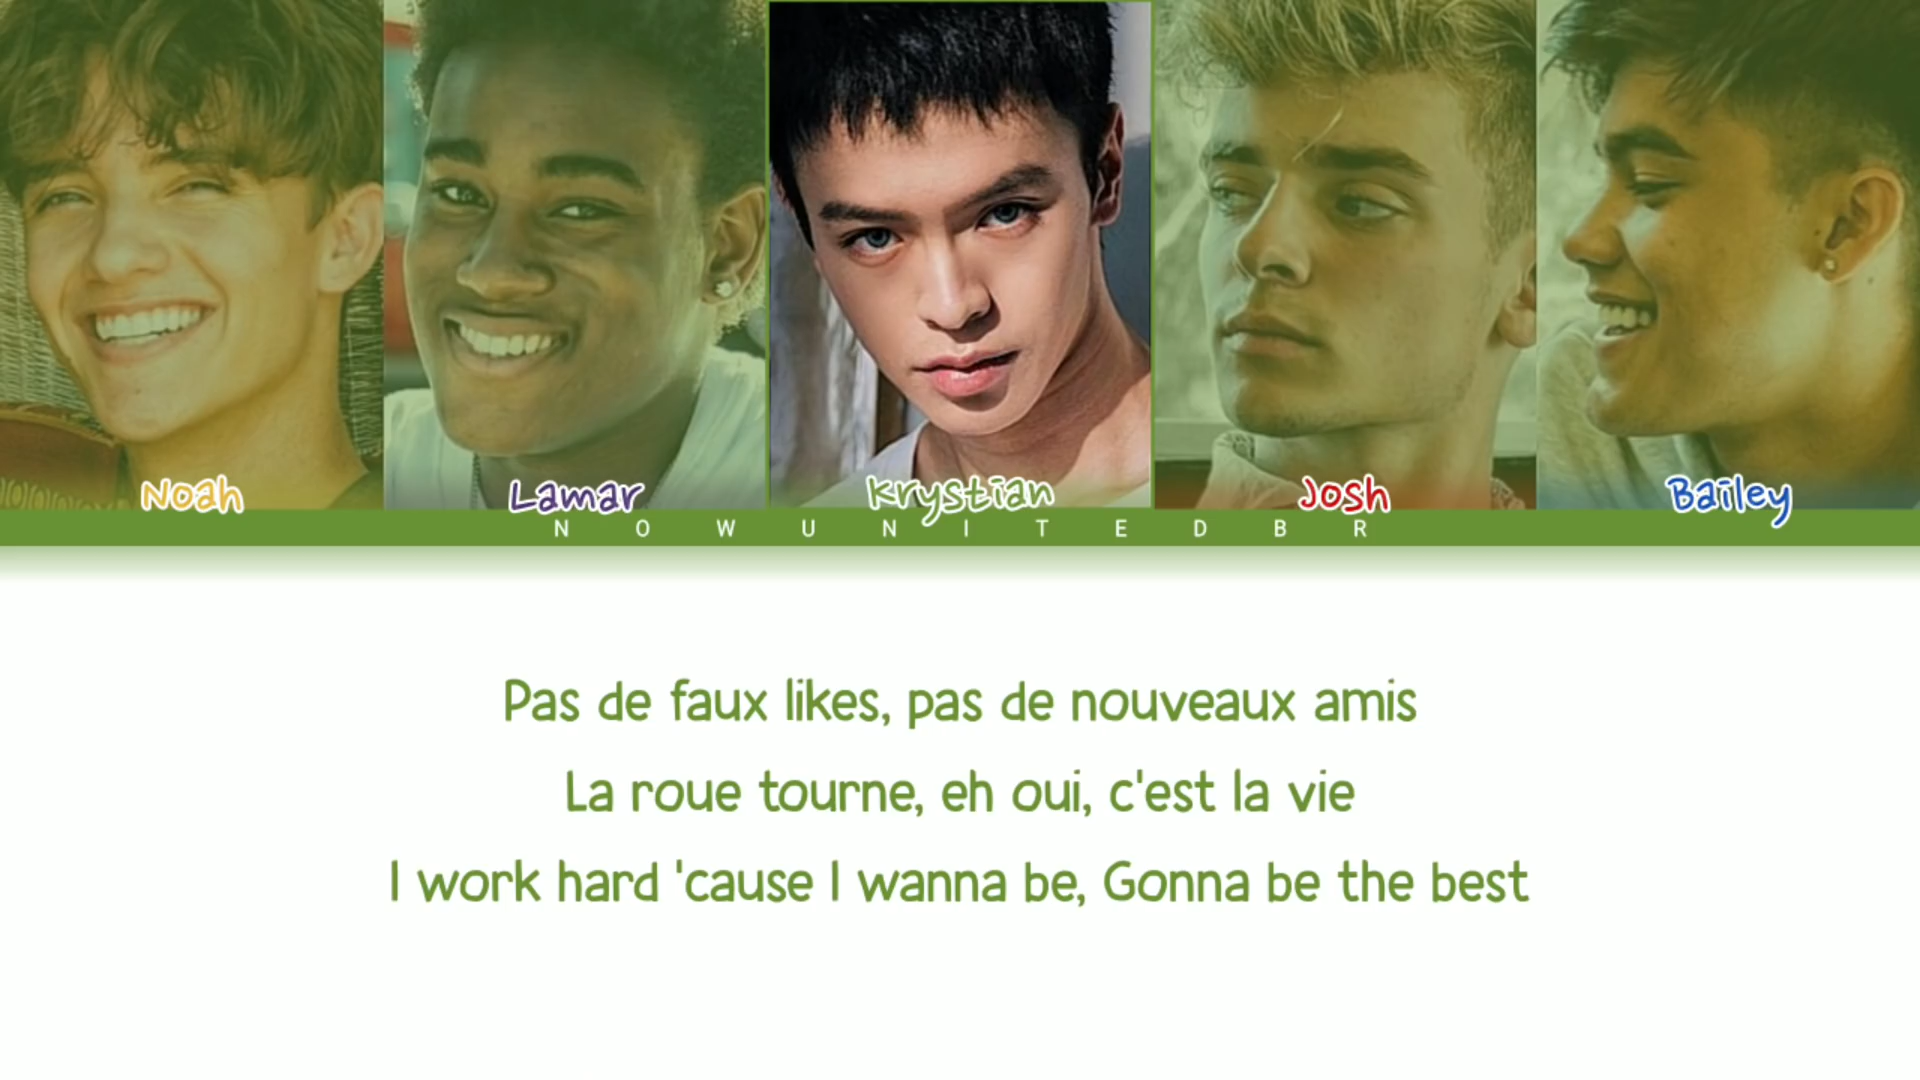 Noah Lamar Krystian Josh Bailey
NOWUNITEDBR
Pas de faux likes, pas de nouveaux amis
La roue tourne, eh oui, c'est la vie
I work hard 'cause I wanna be, Gonna be the best